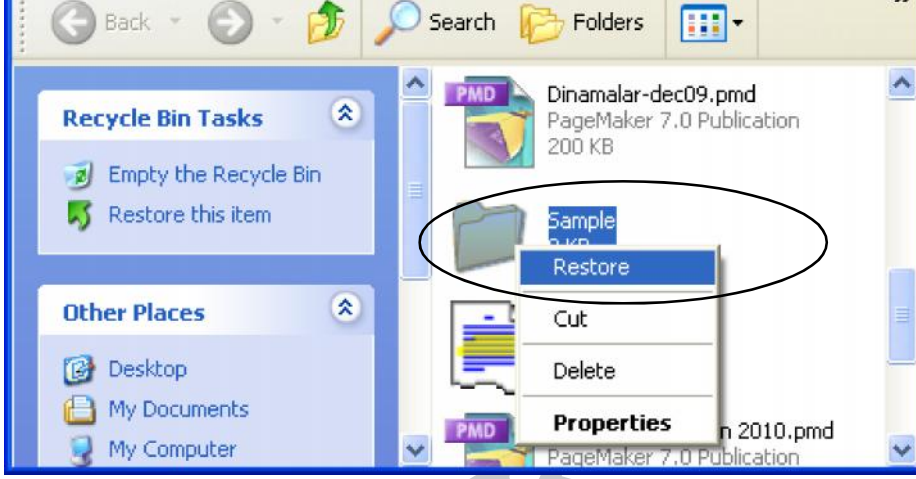 Back
Search
Folders
Recycle Bin Tasks
Empty the Recycle Bin
Restore this item
Other Places
Desktop
My Documents
My Computer
PMD
Dinamalar-dec09.pmd
PageMaker 7.0 Publication
200 KB
Sample
Restore
Cut
Delete
Properties
PMD
n 2010.pmd
PageMaker 7.0 Publication